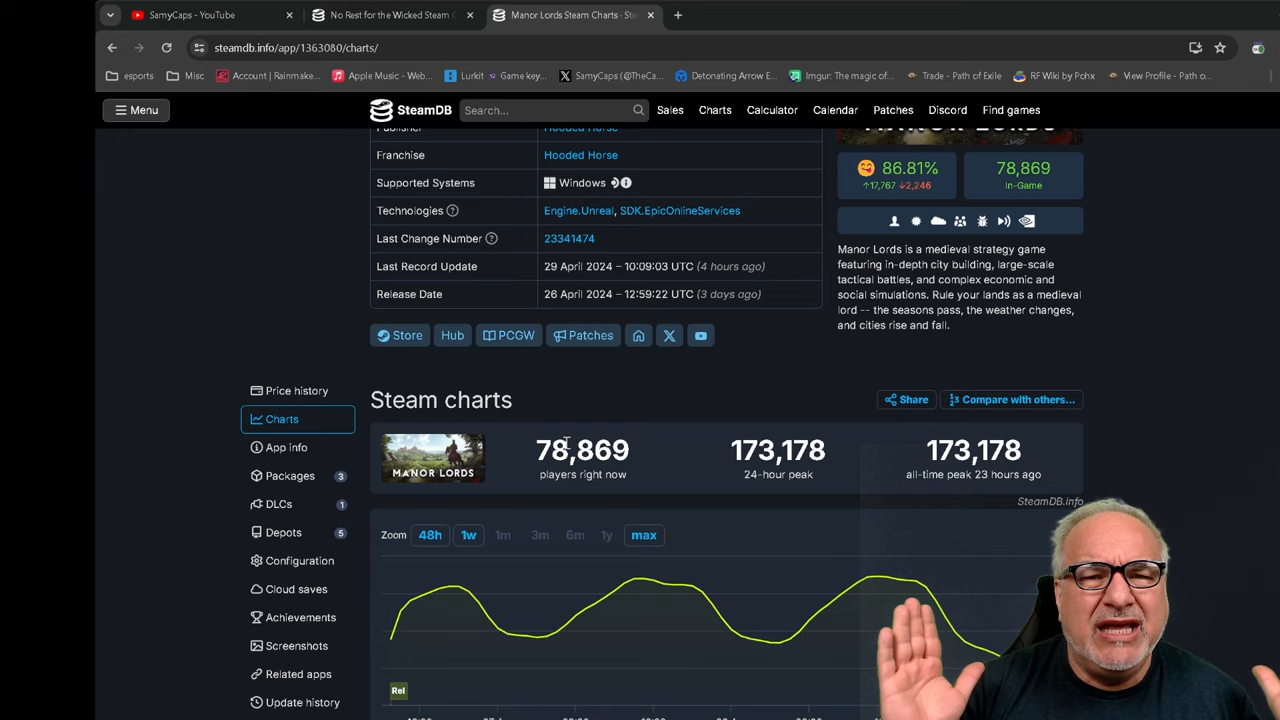 SamyCaps - YouTube
No Rest for the Wicked Steam C
Manor Lords Steam Charts · Ste
steamdb.info/app/1363080/charts/
esports
Misc
Account | Rainmake...
Apple Music - Web...
Lurkit
Game key...
SamyCaps (@TheCa...
Detonating Arrow E...
Imgur: The magic of...
Trade - Path of Exile
RF Wiki by Pohx
View Profile - Path o...
Menu
SteamDB
Search...
Sales
Charts
Calculator
Calendar
Patches
Discord
Find games
Publisher
Hooded Horse
MANOR LORDS
Franchise
Hooded Horse
86.81%
↑17,767 ↓2,246
78,869
In-Game
Supported Systems
Windows
Technologies
Engine.Unreal, SDK.EpicOnlineServices
Last Change Number
23341474
Last Record Update
29 April 2024 – 10:09:03 UTC (4 hours ago)
Release Date
26 April 2024 – 12:59:22 UTC (3 days ago)
Manor Lords is a medieval strategy game
featuring in-depth city building, large-scale
tactical battles, and complex economic and
social simulations. Rule your lands as a medieval
lord -- the seasons pass, the weather changes,
and cities rise and fall.
Store
Hub
PCGW
Patches
Price history
Charts
App info
Packages 3
DLCs 1
Depots 5
Configuration
Cloud saves
Achievements
Screenshots
Related apps
Update history
Steam charts
Share
Compare with others...
MANOR LORDS
78,869
players right now
173,178
24-hour peak
173,178
all-time peak 23 hours ago
SteamDB.info
Zoom
48h
1w
1m
3m
6m
1y
max
Rel